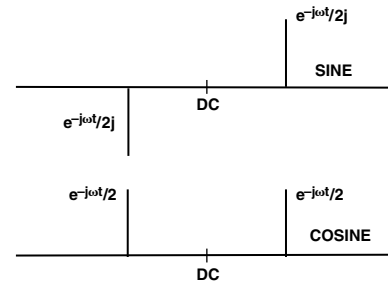 e–jωt/2j
SINE
DC
e–jωt/2j
e–jωt/2
e–jωt/2
COSINE
DC